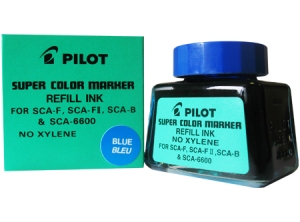 PILOT
SUPER COLOR MARKER
REFILL INK
FOR SCA-F, SCA-FⅡ, SCA-B
& SCA-6600
NO XYLENE
BLUE
BLEU
PILOT
SUPER COLOR MARKER
REFILL INK
NO XYLENE
FOR SCA-F, SCA-FⅡ, SCA-B
& SCA-6600